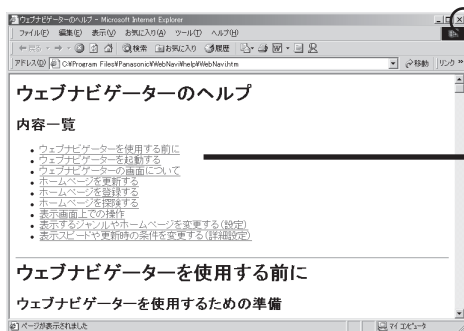 ウェブナビゲーターのヘルプ - Microsoft Internet Explorer
ファイル(F) 編集(E) 表示(V) お気に入り(A) ツール(T) ヘルプ(H)
戻る 検索 お気に入り 履歴
アドレス(D) C:¥Program Files¥Panasonic¥WebNavi¥help¥WebNavi.htm 移動 リンク »
ウェブナビゲーターのヘルプ
内容一覧
• ウェブナビゲーターを使用する前に
• ウェブナビゲーターを起動する
• ウェブナビゲーターの画面について
• ホームページを更新する
• ホームページを登録する
• ホームページを探険する
• 表示画面上での操作
• 表示するジャンルやホームページを変更する(設定)
• 表示スピードや更新時の条件を変更する(詳細設定)
ウェブナビゲーターを使用する前に
ウェブナビゲーターを使用するための準備
ページが表示されました マイ コンピュータ